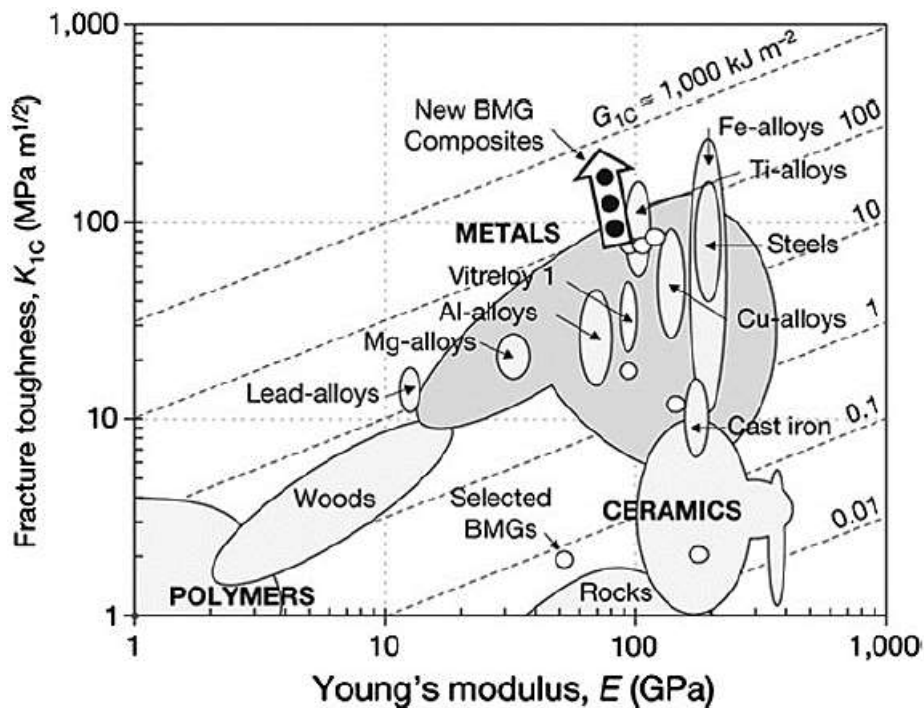 1,000
G1C ≈ 1,000 kJ m⁻²
New BMG
Composites
Fe-alloys
100
Ti-alloys
100
METALS
10
Steels
Vitreloy 1
Al-alloys
Cu-alloys
1
Mg-alloys
Lead-alloys
10
Cast iron
0.1
Woods
Selected
BMGs
CERAMICS
0.01
POLYMERS
Rocks
1
1
10
100
1,000
Fracture toughness, K1C (MPa m1/2)
Young's modulus, E (GPa)